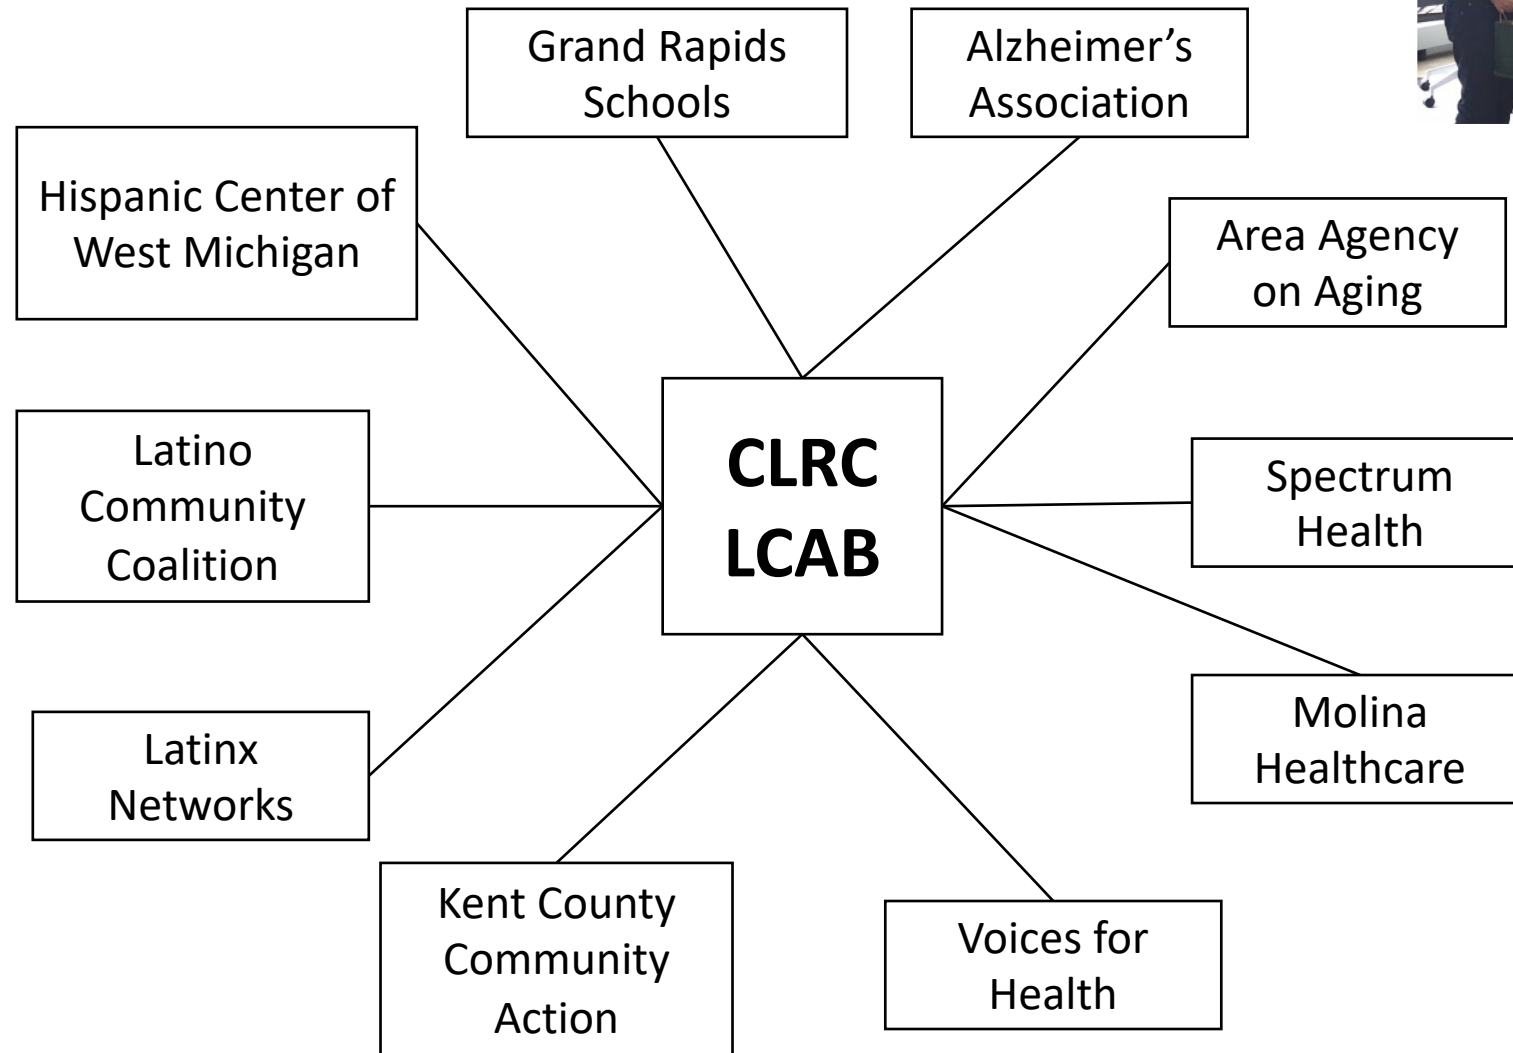 Grand Rapids
Schools
Alzheimer’s
Association
Hispanic Center of
West Michigan
Area Agency
on Aging
Latino
Community
Coalition
CLRC
LCAB
Spectrum
Health
Latinx
Networks
Molina
Healthcare
Kent County
Community
Action
Voices for
Health